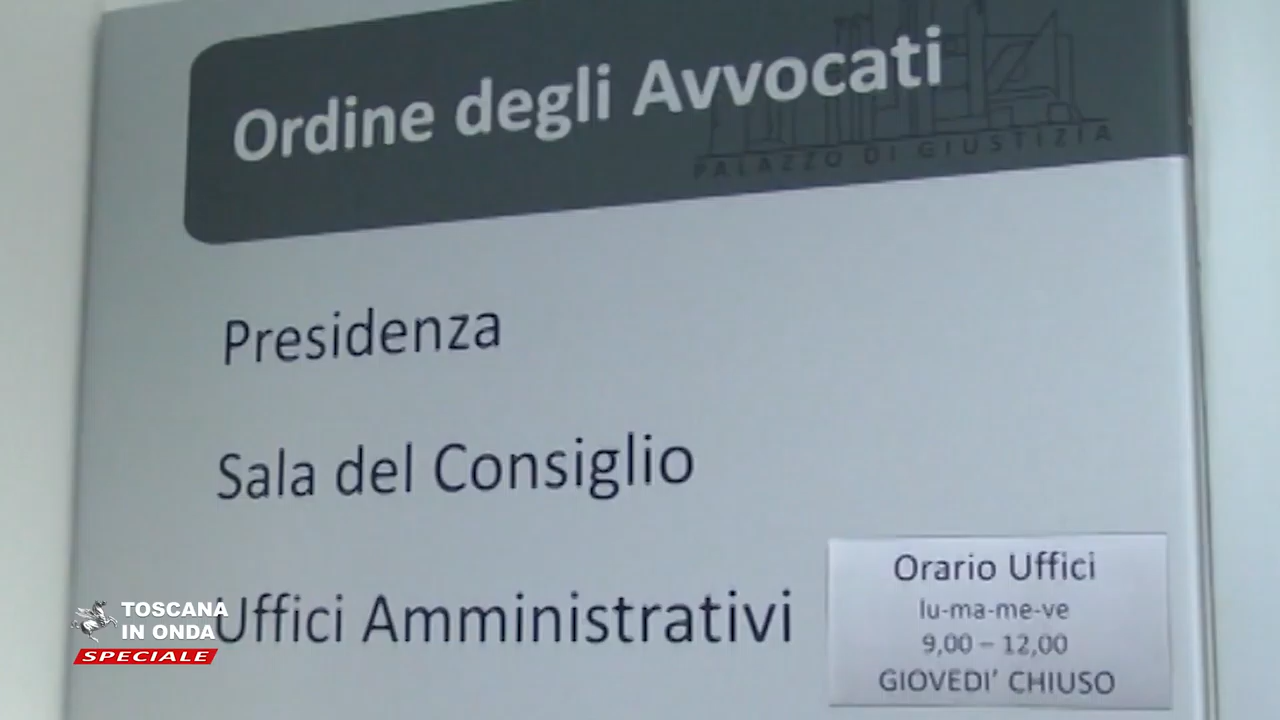 Ordine degli Avvocati
PALAZZO DI GIUSTIZIA
Presidenza
Sala del Consiglio
Uffici Amministrativi
Orario Uffici
lu-ma-me-ve
9,00 – 12,00
GIOVEDI' CHIUSO
TOSCANA
IN ONDA
SPECIALE